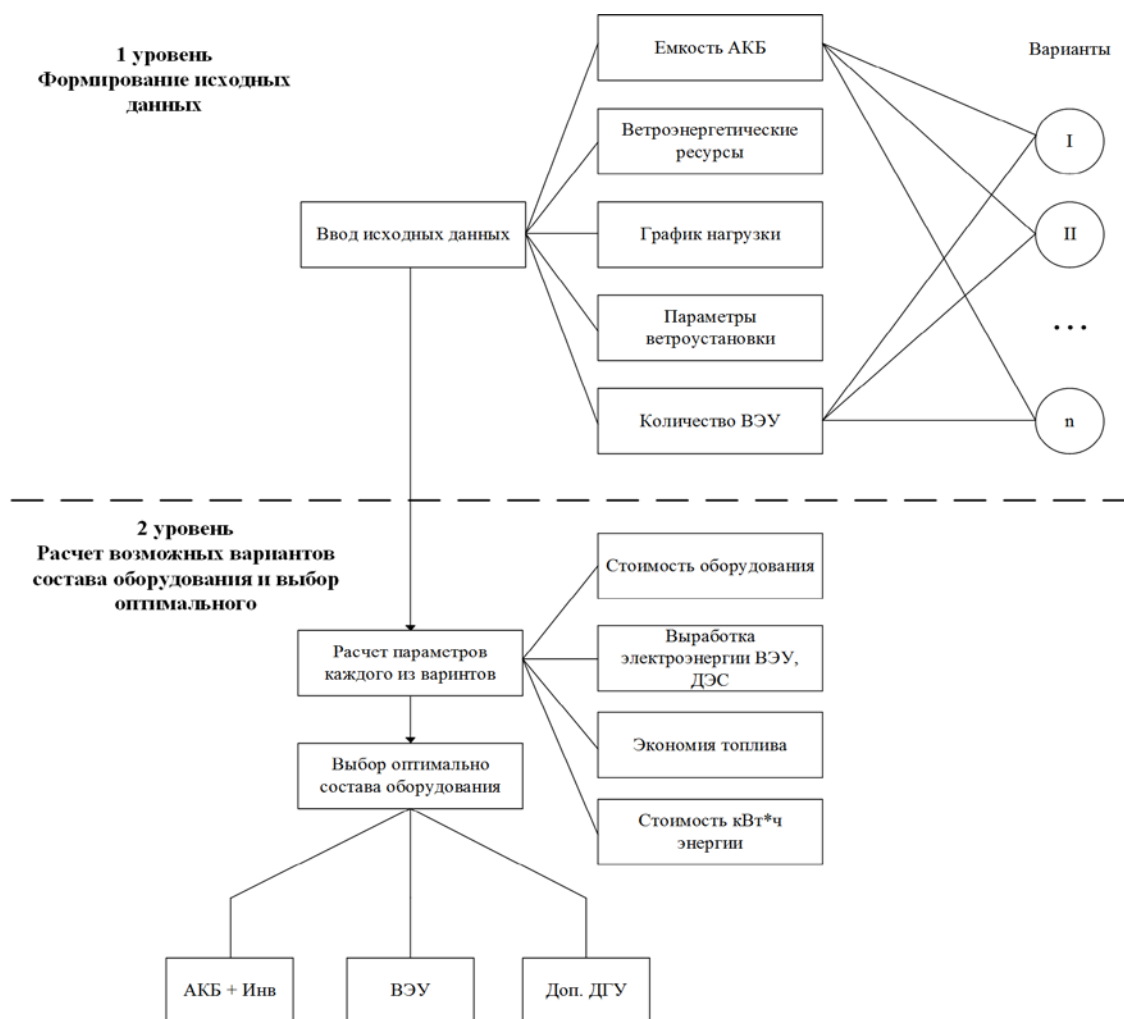 1 уровень
Формирование исходных
данных
Емкость АКБ
Варианты
Ветроэнергетические
ресурсы
I
Ввод исходных данных
График нагрузки
II
Параметры
ветроустановки
...
Количество ВЭУ
n
2 уровень
Расчет возможных вариантов
состава оборудования и выбор
оптимального
Стоимость оборудования
Расчет параметров
каждого из варинтов
Выработка
электроэнергии ВЭУ,
ДЭС
Выбор оптимально
состава оборудования
Экономия топлива
Стоимость кВт*ч
энергии
АКБ + Инв
ВЭУ
Доп. ДГУ